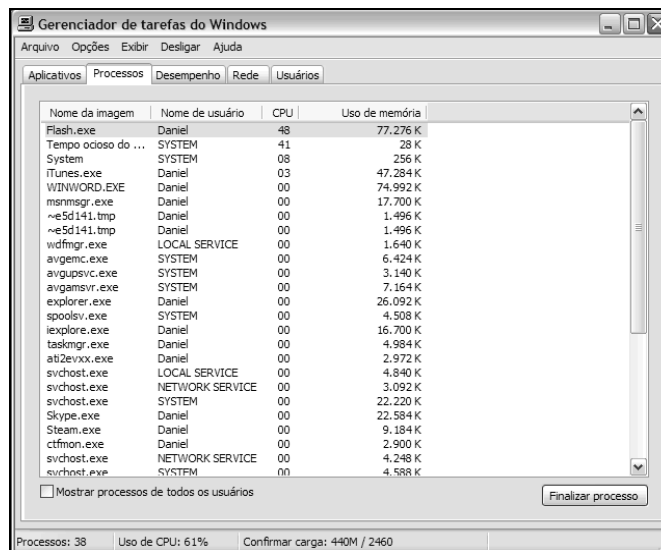 Gerenciador de tarefas do Windows
Arquivo Opções Exibir Desligar Ajuda
Aplicativos Processos Desempenho Rede Usuários
Nome da imagem Nome de usuário CPU Uso de memória
Flash.exe Daniel 48 77.276 K
Tempo ocioso do ... SYSTEM 41 28 K
System SYSTEM 08 256 K
iTunes.exe Daniel 03 47.284 K
WINWORD.EXE Daniel 00 74.992 K
msnmsgr.exe Daniel 00 17.700 K
~e5d141.tmp Daniel 00 1.496 K
~e5d141.tmp Daniel 00 1.496 K
wdfmgr.exe LOCAL SERVICE 00 1.640 K
avgemc.exe SYSTEM 00 6.424 K
avgupsvc.exe SYSTEM 00 3.140 K
avgamsvr.exe SYSTEM 00 7.164 K
explorer.exe Daniel 00 26.092 K
spoolsv.exe SYSTEM 00 4.508 K
iexplore.exe Daniel 00 16.700 K
taskmgr.exe Daniel 00 4.984 K
ati2evxx.exe Daniel 00 2.972 K
svchost.exe LOCAL SERVICE 00 4.840 K
svchost.exe NETWORK SERVICE 00 3.092 K
svchost.exe SYSTEM 00 22.220 K
Skype.exe Daniel 00 22.584 K
Steam.exe Daniel 00 9.184 K
ctfmon.exe Daniel 00 2.900 K
svchost.exe NETWORK SERVICE 00 4.248 K
svchost.exe SYSTEM 00 4.588 K
Mostrar processos de todos os usuários
Finalizar processo
Processos: 38 Uso de CPU: 61% Confirmar carga: 440M / 2460